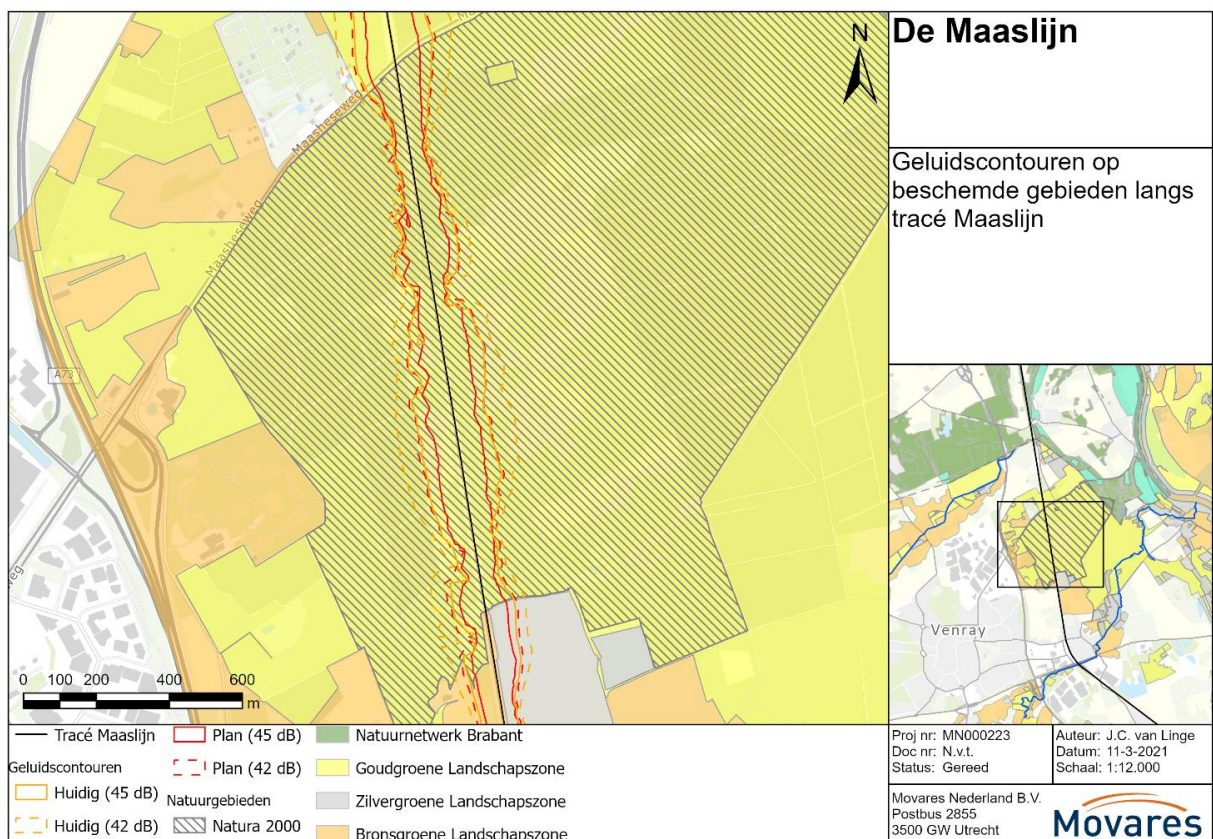 De Maaslijn
N
Geluidscontouren op
beschemde gebieden langs
tracé Maaslijn
Maasheseweg
Maasheseweg
A73
weg
Venray
0 100 200 400 600
m
Tracé Maaslijn
Geluidscontouren
Huidig (45 dB)
Huidig (42 dB)
Plan (45 dB)
Plan (42 dB)
Natuurgebieden
Natura 2000
Natuurnetwerk Brabant
Goudgroene Landschapszone
Zilvergroene Landschapszone
Bronsgroene Landschapszone
Proj nr: MN000223
Doc nr: N.v.t.
Status: Gereed
Auteur: J.C. van Linge
Datum: 11-3-2021
Schaal: 1:12.000
Movares Nederland B.V.
Postbus 2855
3500 GW Utrecht
Movares